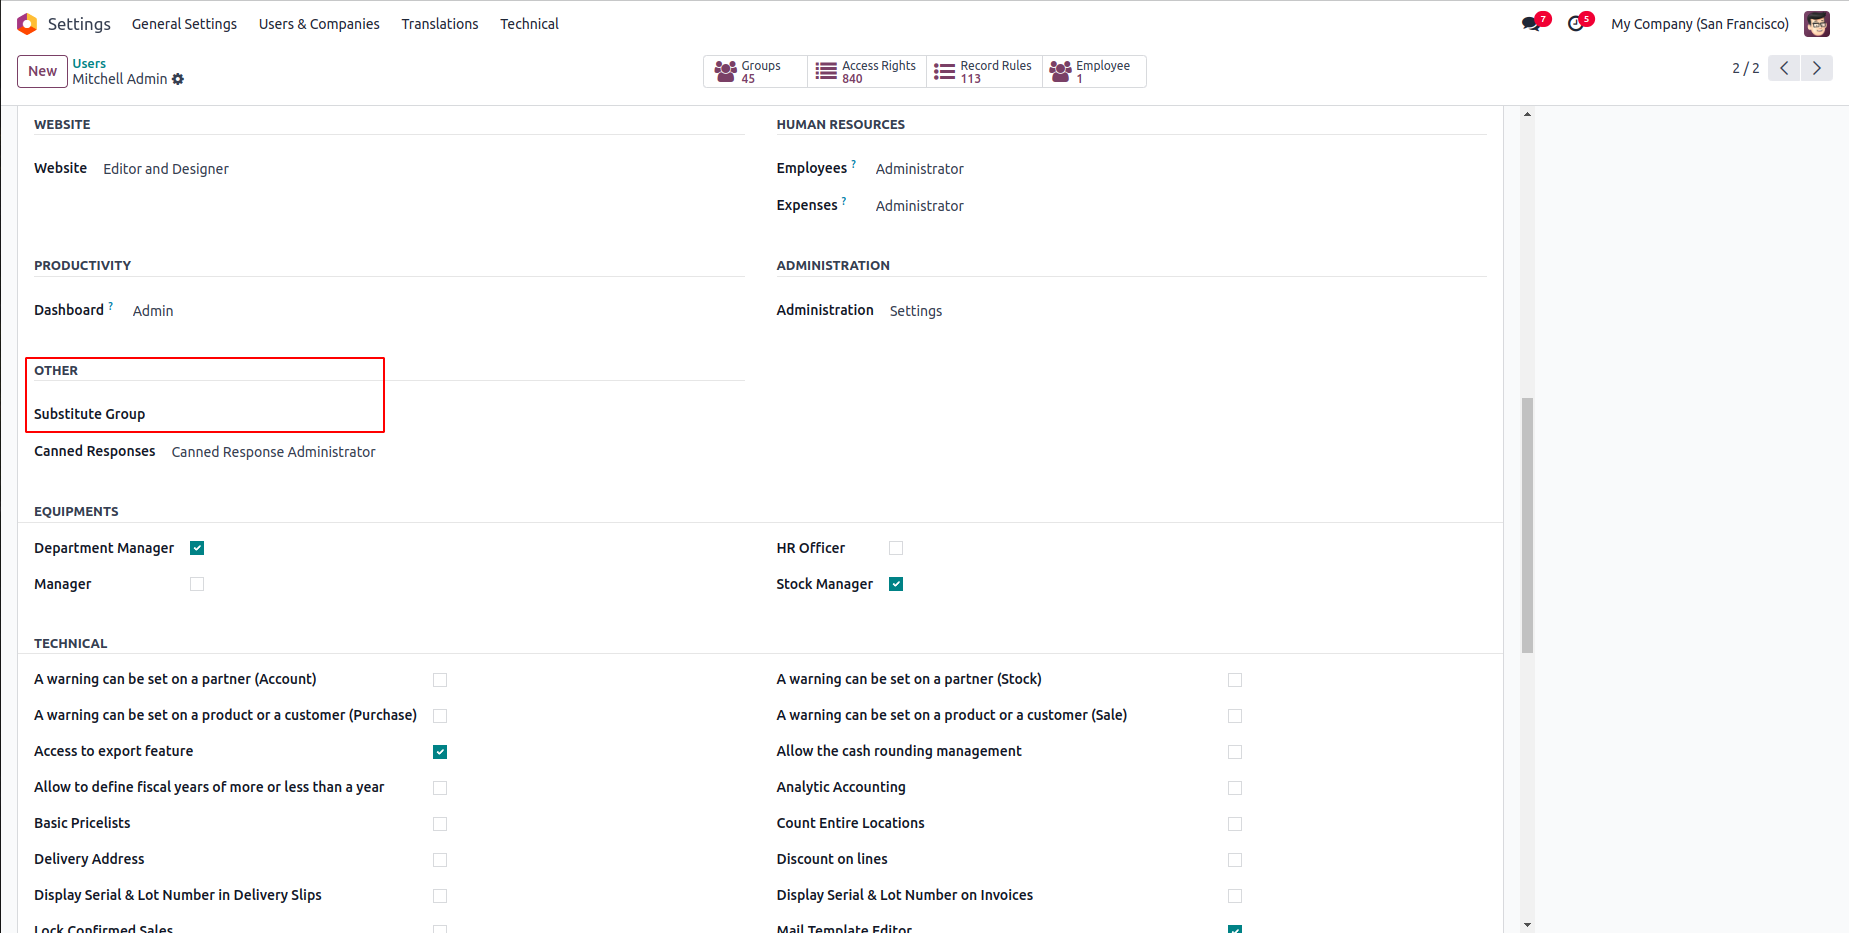 Settings General Settings Users & Companies Translations Technical 7 5 My Company (San Francisco)
New Users Mitchell Admin Groups 45 Access Rights 840 Record Rules 113 Employee 1 2 / 2
WEBSITE HUMAN RESOURCES
Website Editor and Designer Employees ? Administrator
Expenses ? Administrator
PRODUCTIVITY ADMINISTRATION
Dashboard ? Admin Administration Settings
OTHER
Substitute Group
Canned Responses Canned Response Administrator
EQUIPMENTS
Department Manager HR Officer
Manager Stock Manager
TECHNICAL
A warning can be set on a partner (Account) A warning can be set on a partner (Stock)
A warning can be set on a product or a customer (Purchase) A warning can be set on a product or a customer (Sale)
Access to export feature Allow the cash rounding management
Allow to define fiscal years of more or less than a year Analytic Accounting
Basic Pricelists Count Entire Locations
Delivery Address Discount on lines
Display Serial & Lot Number in Delivery Slips Display Serial & Lot Number on Invoices
Lock Confirmed Sales Mail Template Editor